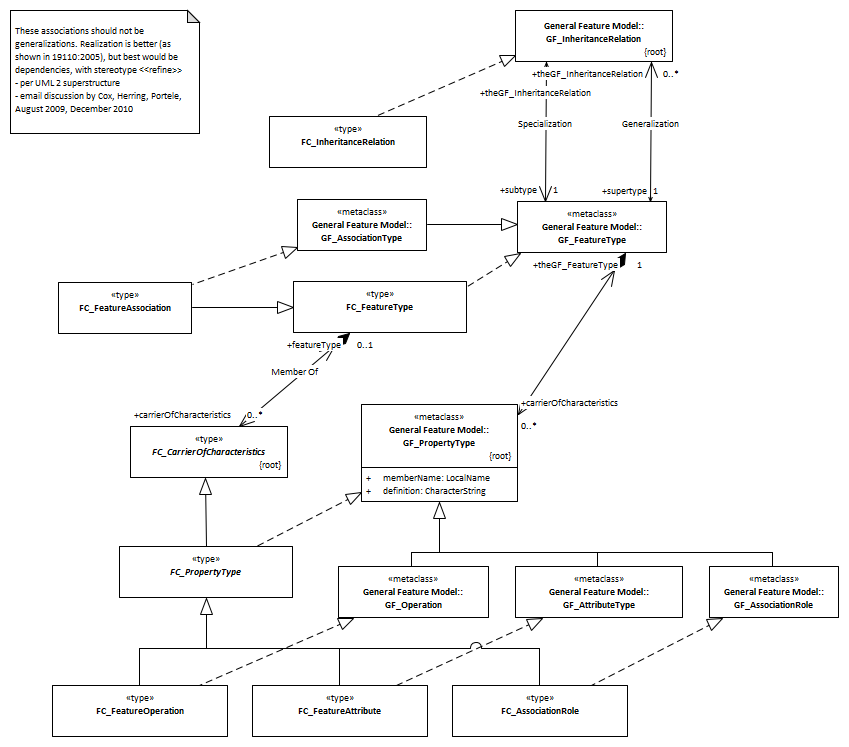 These associations should not be
generalizations. Realization is better (as
shown in 19110:2005), but best would be
dependencies, with stereotype <<refine>>
- per UML 2 superstructure
- email discussion by Cox, Herring, Portele,
August 2009, December 2010
General Feature Model::
GF_InheritanceRelation
{root}
+theGF_InheritanceRelation
0..*
+theGF_InheritanceRelation
Specialization
Generalization
«type»
FC_InheritanceRelation
+subtype
1
+supertype
1
«metaclass»
General Feature Model::
GF_AssociationType
«metaclass»
General Feature Model::
GF_FeatureType
+theGF_FeatureType
1
«type»
FC_FeatureAssociation
«type»
FC_FeatureType
+featureType
0..1
Member Of
+carrierOfCharacteristics
0..*
+carrierOfCharacteristics
0..*
«type»
FC_CarrierOfCharacteristics
{root}
«metaclass»
General Feature Model::
GF_PropertyType
{root}
+ memberName: LocalName
+ definition: CharacterString
«type»
FC_PropertyType
«metaclass»
General Feature Model::
GF_Operation
«metaclass»
General Feature Model::
GF_AttributeType
«metaclass»
General Feature Model::
GF_AssociationRole
«type»
FC_FeatureOperation
«type»
FC_FeatureAttribute
«type»
FC_AssociationRole